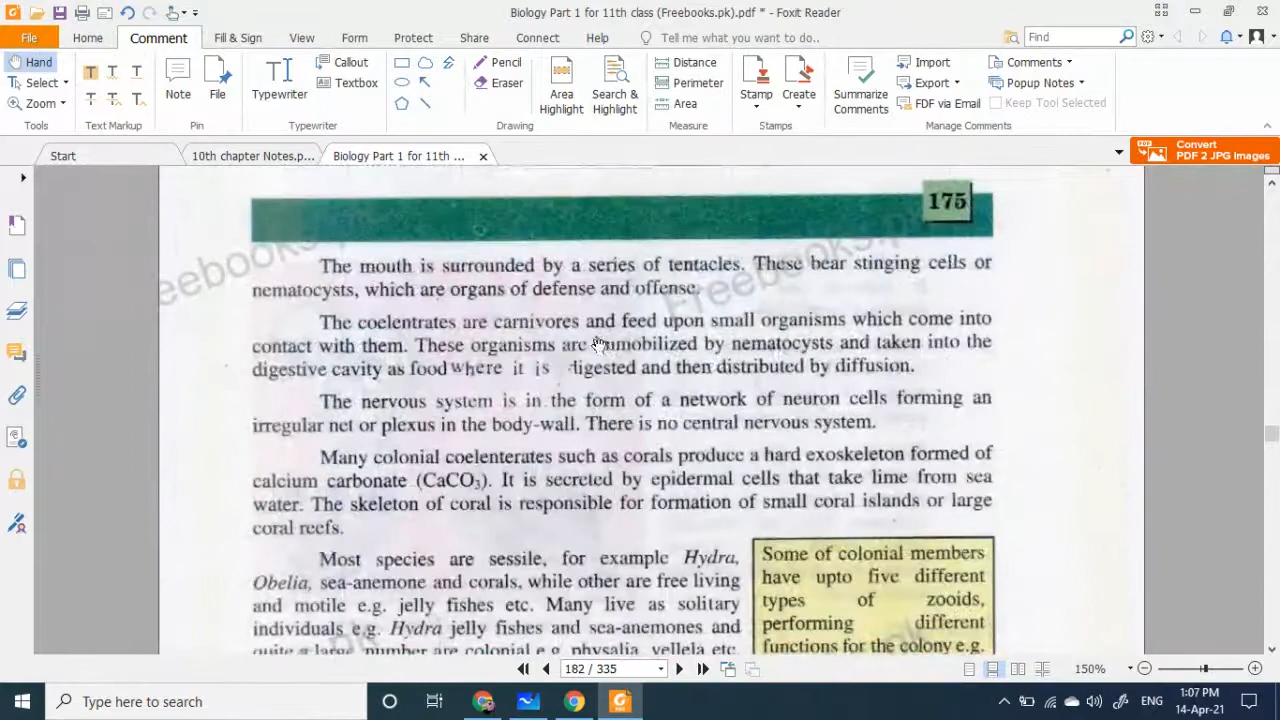 Biology Part 1 for 11th class (Freebooks.pk).pdf * - Foxit Reader
File Home Comment Fill & Sign View Form Protect Share Connect Help Tell me what you want to do.. Find
Hand
Select
Zoom
Tools
Text Markup
Note
File
Pin
Typewriter
Callout
Textbox
Typewriter
Pencil
Eraser
Area Highlight
Search & Highlight
Drawing
Distance
Perimeter
Area
Measure
Stamp
Create
Stamps
Summarize Comments
Import
Export
FDF via Email
Comments
Popup Notes
Keep Tool Selected
Manage Comments
Start 10th chapter Notes.p... Biology Part 1 for 11th ...
Convert
PDF 2 JPG Images
175
The mouth is surrounded by a series of tentacles. These bear stinging cells or
nematocysts, which are organs of defense and offense.
The coelentrates are carnivores and feed upon small organisms which come into
contact with them. These organisms are immobilized by nematocysts and taken into the
digestive cavity as food where it is digested and then distributed by diffusion.
The nervous system is in the form of a network of neuron cells forming an
irregular net or plexus in the body-wall. There is no central nervous system.
Many colonial coelenterates such as corals produce a hard exoskeleton formed of
calcium carbonate (CaCO3). It is secreted by epidermal cells that take lime from sea
water. The skeleton of coral is responsible for formation of small coral islands or large
coral reefs.
Most species are sessile, for example Hydra,
Obelia, sea-anemone and corals, while other are free living
and motile e.g. jelly fishes etc. Many live as solitary
individuals e.g. Hydra jelly fishes and sea-anemones and
quite a large number are colonial e.g. physalia, vellela etc.
Some of colonial members
have upto five different
types of zooids,
performing different
functions for the colony e.g.
182 / 335
150%
Type here to search
ENG
1:07 PM
14-Apr-21